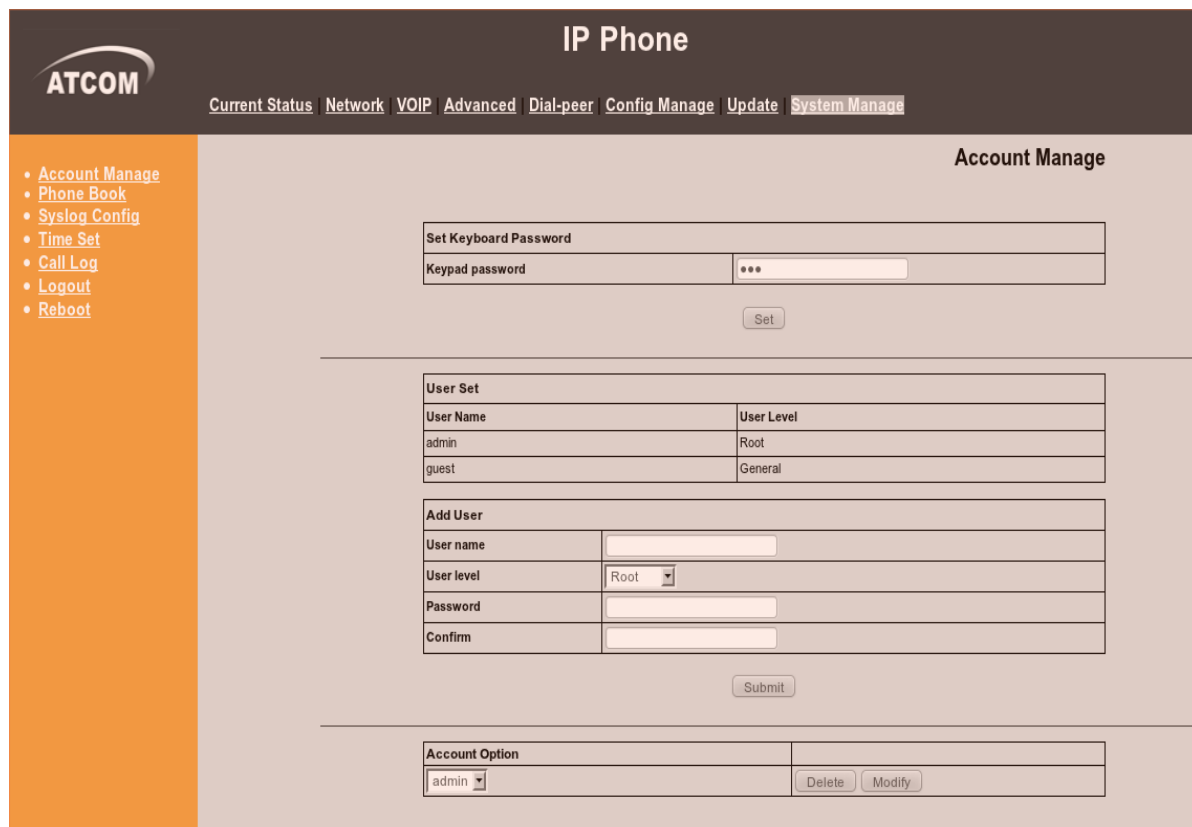 IP Phone
ATCOM
Current Status | Network | VOIP | Advanced | Dial-peer | Config Manage | Update | System Manage
Account Manage
Phone Book
Syslog Config
Time Set
Call Log
Logout
Reboot
Account Manage
Set Keyboard Password
Keypad password •••
Set
User Set
User Name User Level
admin Root
guest General
Add User
User name
User level Root
Password
Confirm
Submit
Account Option
admin Delete Modify